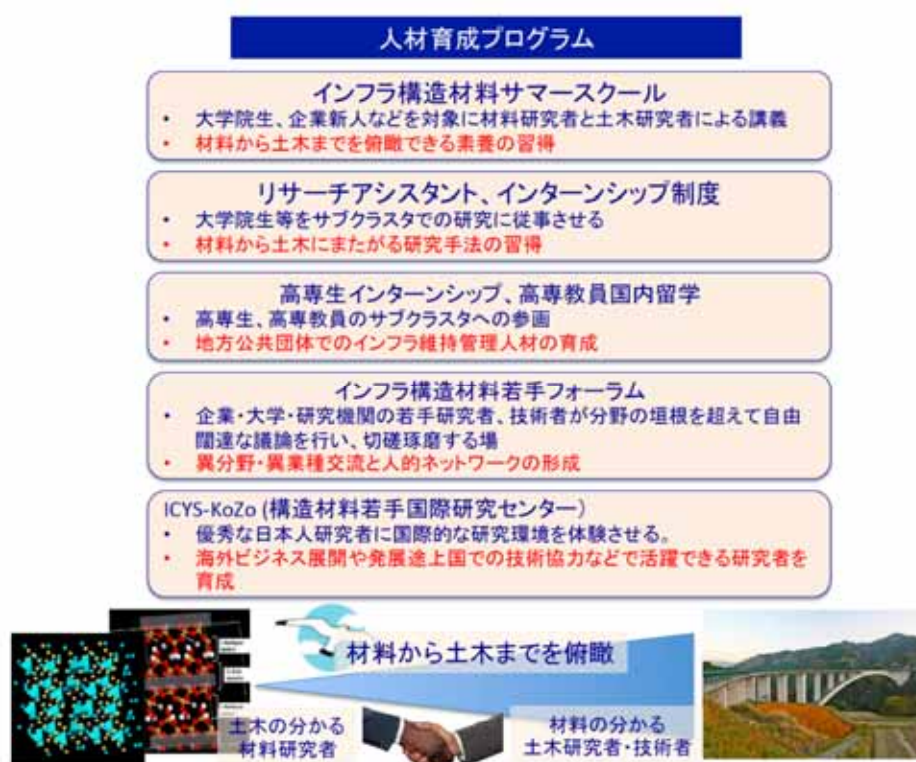 人材育成プログラム
インフラ構造材料サマースクール
• 大学院生、企業新人などを対象に材料研究者と土木研究者による講義
• 材料から土木までを俯瞰できる素養の習得
リサーチアシスタント、インターンシップ制度
• 大学院生等をサブクラスタでの研究に従事させる
• 材料から土木にまたがる研究手法の習得
高専生インターンシップ、高専教員国内留学
• 高専生、高専教員のサブクラスタへの参画
• 地方公共団体でのインフラ維持管理人材の育成
インフラ構造材料若手フォーラム
• 企業・大学・研究機関の若手研究者、技術者が分野の垣根を超えて自由
闊達な議論を行い、切磋琢磨する場
• 異分野・異業種交流と人的ネットワークの形成
ICYS-KoZo (構造材料若手国際研究センター)
• 優秀な日本人研究者に国際的な研究環境を体験させる。
• 海外ビジネス展開や発展途上国での技術協力などで活躍できる研究者を
育成
材料から土木までを俯瞰
土木の分かる
材料研究者
材料の分かる
土木研究者・技術者